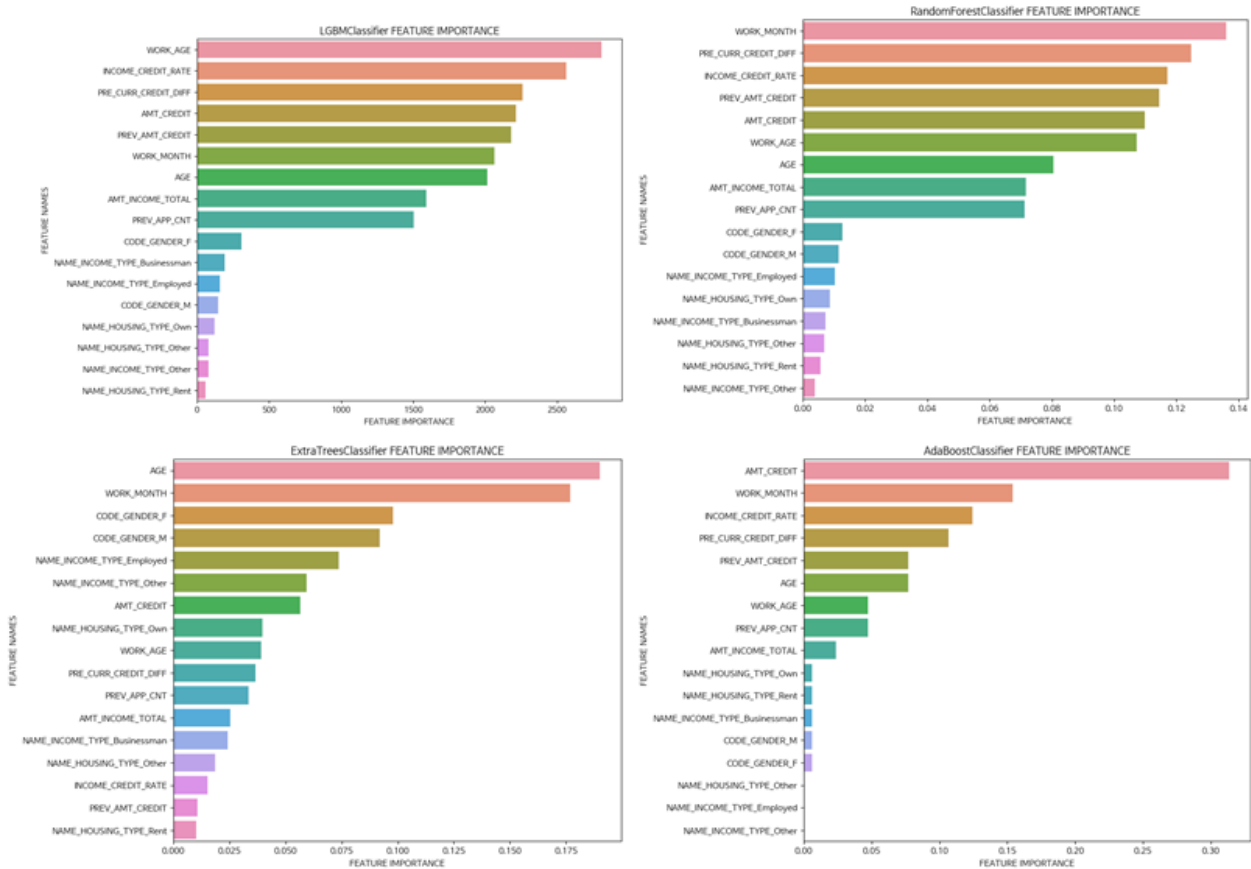 LGBMClassifier FEATURE IMPORTANCE
FEATURE NAMES
WORK_AGE
INCOME_CREDIT_RATE
PRE_CURR_CREDIT_DIFF
AMT_CREDIT
PREV_AMT_CREDIT
WORK_MONTH
AGE
AMT_INCOME_TOTAL
PREV_APP_CNT
CODE_GENDER_F
NAME_INCOME_TYPE_Businessman
NAME_INCOME_TYPE_Employed
CODE_GENDER_M
NAME_HOUSING_TYPE_Own
NAME_HOUSING_TYPE_Other
NAME_INCOME_TYPE_Other
NAME_HOUSING_TYPE_Rent
0 500 1000 1500 2000 2500
FEATURE IMPORTANCE
RandomForestClassifier FEATURE IMPORTANCE
FEATURE NAMES
WORK_MONTH
PRE_CURR_CREDIT_DIFF
INCOME_CREDIT_RATE
PREV_AMT_CREDIT
AMT_CREDIT
WORK_AGE
AGE
AMT_INCOME_TOTAL
PREV_APP_CNT
CODE_GENDER_F
CODE_GENDER_M
NAME_INCOME_TYPE_Employed
NAME_HOUSING_TYPE_Own
NAME_INCOME_TYPE_Businessman
NAME_HOUSING_TYPE_Other
NAME_HOUSING_TYPE_Rent
NAME_INCOME_TYPE_Other
0.00 0.02 0.04 0.06 0.08 0.10 0.12 0.14
FEATURE IMPORTANCE
ExtraTreesClassifier FEATURE IMPORTANCE
FEATURE NAMES
AGE
WORK_MONTH
CODE_GENDER_F
CODE_GENDER_M
NAME_INCOME_TYPE_Employed
NAME_INCOME_TYPE_Other
AMT_CREDIT
NAME_HOUSING_TYPE_Own
WORK_AGE
PRE_CURR_CREDIT_DIFF
PREV_APP_CNT
AMT_INCOME_TOTAL
NAME_INCOME_TYPE_Businessman
NAME_HOUSING_TYPE_Other
INCOME_CREDIT_RATE
PREV_AMT_CREDIT
NAME_HOUSING_TYPE_Rent
0.000 0.025 0.050 0.075 0.100 0.125 0.150 0.175
FEATURE IMPORTANCE
AdaBoostClassifier FEATURE IMPORTANCE
FEATURE NAMES
AMT_CREDIT
WORK_MONTH
INCOME_CREDIT_RATE
PRE_CURR_CREDIT_DIFF
PREV_AMT_CREDIT
AGE
WORK_AGE
PREV_APP_CNT
AMT_INCOME_TOTAL
NAME_HOUSING_TYPE_Own
NAME_HOUSING_TYPE_Rent
NAME_INCOME_TYPE_Businessman
CODE_GENDER_M
CODE_GENDER_F
NAME_HOUSING_TYPE_Other
NAME_INCOME_TYPE_Employed
NAME_INCOME_TYPE_Other
0.00 0.05 0.10 0.15 0.20 0.25 0.30
FEATURE IMPORTANCE